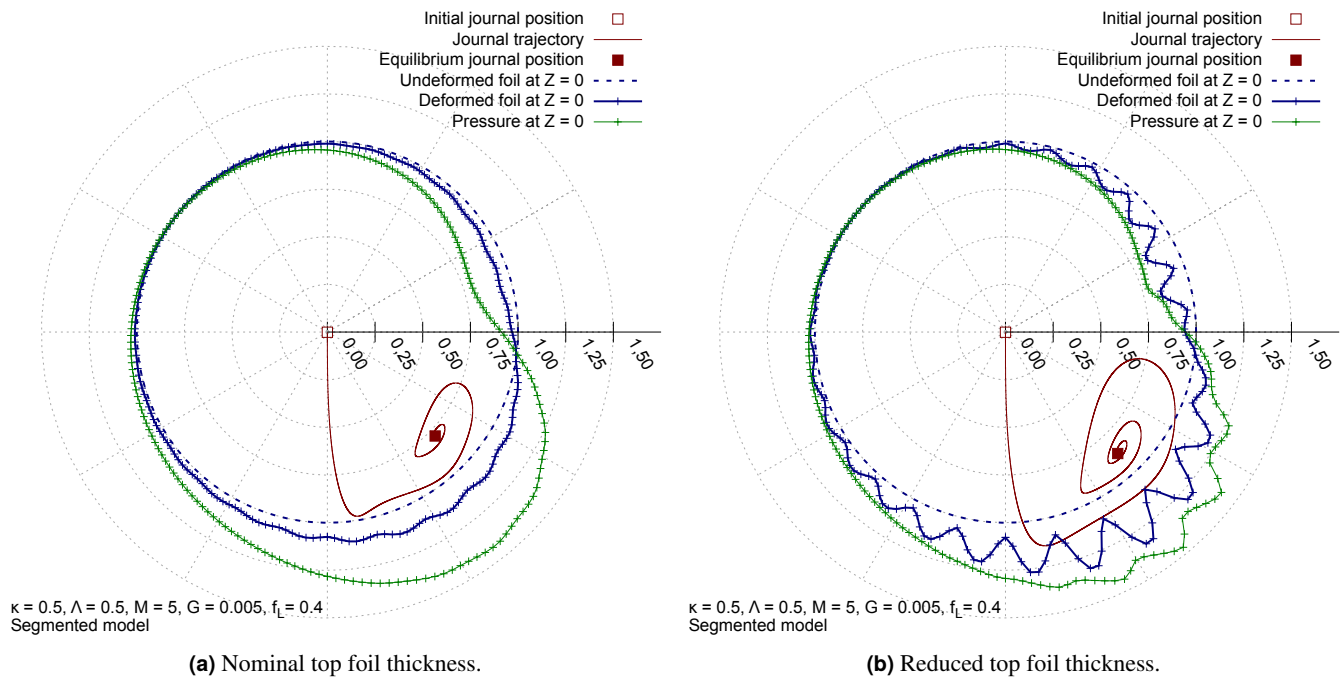 Initial journal position
Journal trajectory
Equilibrium journal position
Undeformed foil at Z = 0
Deformed foil at Z = 0
Pressure at Z = 0
0.00
0.25
0.50
0.75
1.00
1.25
1.50
κ = 0.5, Λ = 0.5, M = 5, G = 0.005, f_L = 0.4
Segmented model
(a) Nominal top foil thickness.
Initial journal position
Journal trajectory
Equilibrium journal position
Undeformed foil at Z = 0
Deformed foil at Z = 0
Pressure at Z = 0
0.00
0.25
0.50
0.75
1.00
1.25
1.50
κ = 0.5, Λ = 0.5, M = 5, G = 0.005, f_L = 0.4
Segmented model
(b) Reduced top foil thickness.